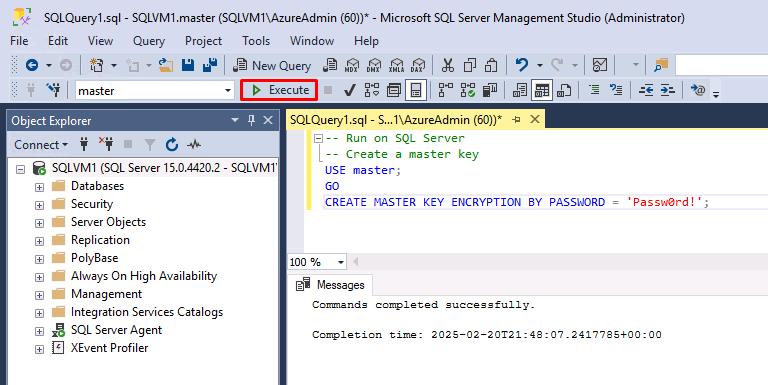 SQLQuery1.sql - SQLVM1.master (SQLVM1\AzureAdmin (60))* - Microsoft SQL Server Management Studio (Administrator)
File Edit View Query Project Tools Window Help
New Query MDX DMX XMLA DAX
master Execute
Object Explorer
Connect
SQLVM1 (SQL Server 15.0.4420.2 - SQLVM1\
Databases
Security
Server Objects
Replication
PolyBase
Always On High Availability
Management
Integration Services Catalogs
SQL Server Agent
XEvent Profiler
SQLQuery1.sql - S...1\AzureAdmin (60))*
-- Run on SQL Server
-- Create a master key
USE master;
GO
CREATE MASTER KEY ENCRYPTION BY PASSWORD = 'Passw0rd!';
100 %
Messages
Commands completed successfully.
Completion time: 2025-02-20T21:48:07.2417785+00:00